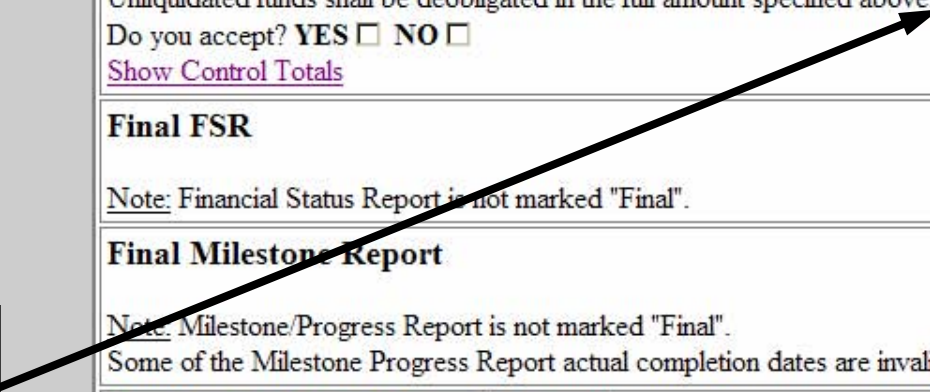 Unliquidated funds shall be deobligated in the full amount specified above
Do you accept? YES NO
Show Control Totals
Final FSR
Note: Financial Status Report is not marked "Final".
Final Milestone Report
Note: Milestone/Progress Report is not marked "Final".
Some of the Milestone Progress Report actual completion dates are